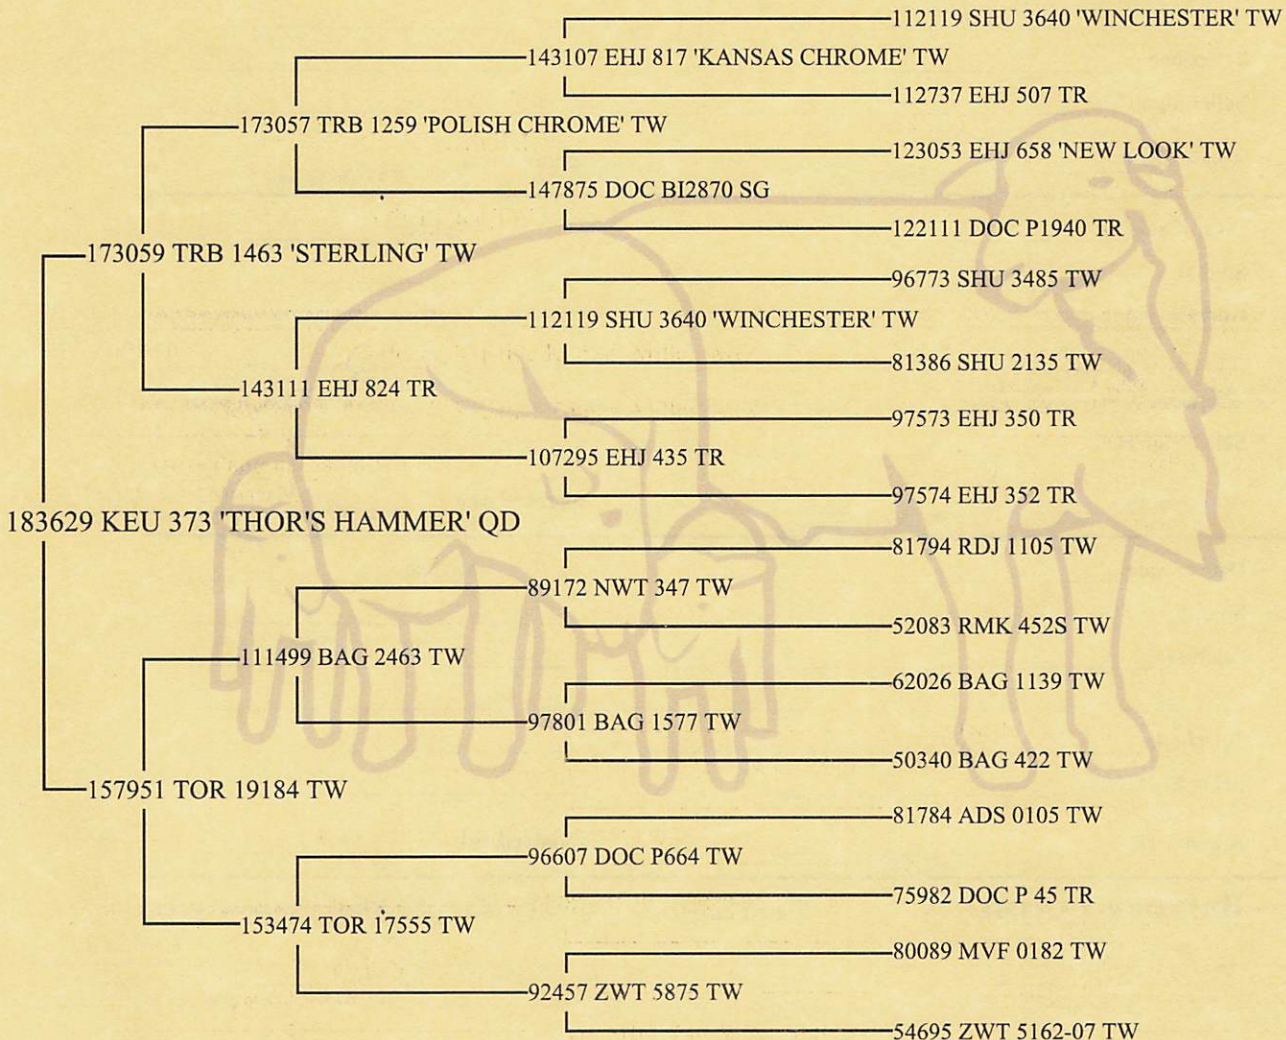 112119 SHU 3640 'WINCHESTER' TW
143107 EHJ 817 'KANSAS CHROME' TW
112737 EHJ 507 TR
173057 TRB 1259 'POLISH CHROME' TW
123053 EHJ 658 'NEW LOOK' TW
147875 DOC BI2870 SG
122111 DOC P1940 TR
173059 TRB 1463 'STERLING' TW
96773 SHU 3485 TW
112119 SHU 3640 'WINCHESTER' TW
81386 SHU 2135 TW
143111 EHJ 824 TR
97573 EHJ 350 TR
107295 EHJ 435 TR
97574 EHJ 352 TR
183629 KEU 373 'THOR'S HAMMER' QD
81794 RDJ 1105 TW
89172 NWT 347 TW
52083 RMK 452S TW
111499 BAG 2463 TW
62026 BAG 1139 TW
97801 BAG 1577 TW
50340 BAG 422 TW
157951 TOR 19184 TW
81784 ADS 0105 TW
96607 DOC P664 TW
75982 DOC P 45 TR
153474 TOR 17555 TW
80089 MVF 0182 TW
92457 ZWT 5875 TW
54695 ZWT 5162-07 TW